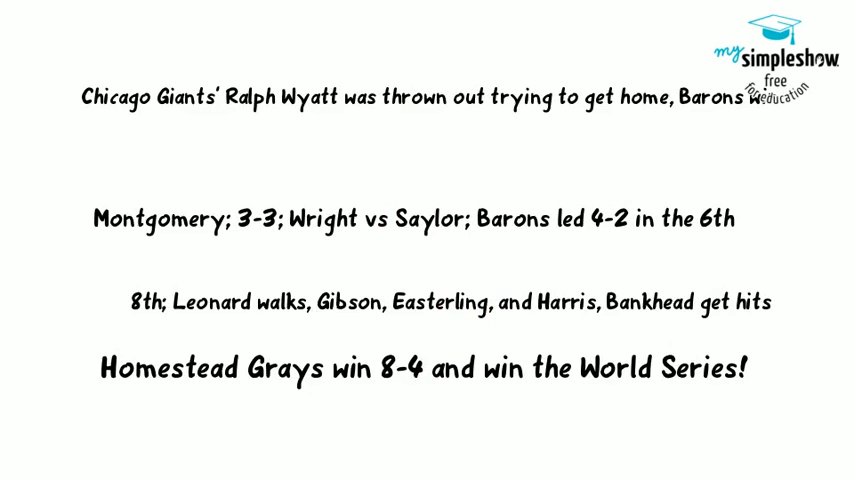 my
simpleshow.
free
for education
Chicago Giants' Ralph Wyatt was thrown out trying to get home, Barons
Montgomery; 3-3; Wright vs Saylor; Barons led 4-2 in the 6th
8th; Leonard walks, Gibson, Easterling, and Harris, Bankhead get hits
Homestead Grays win 8-4 and win the World Series!